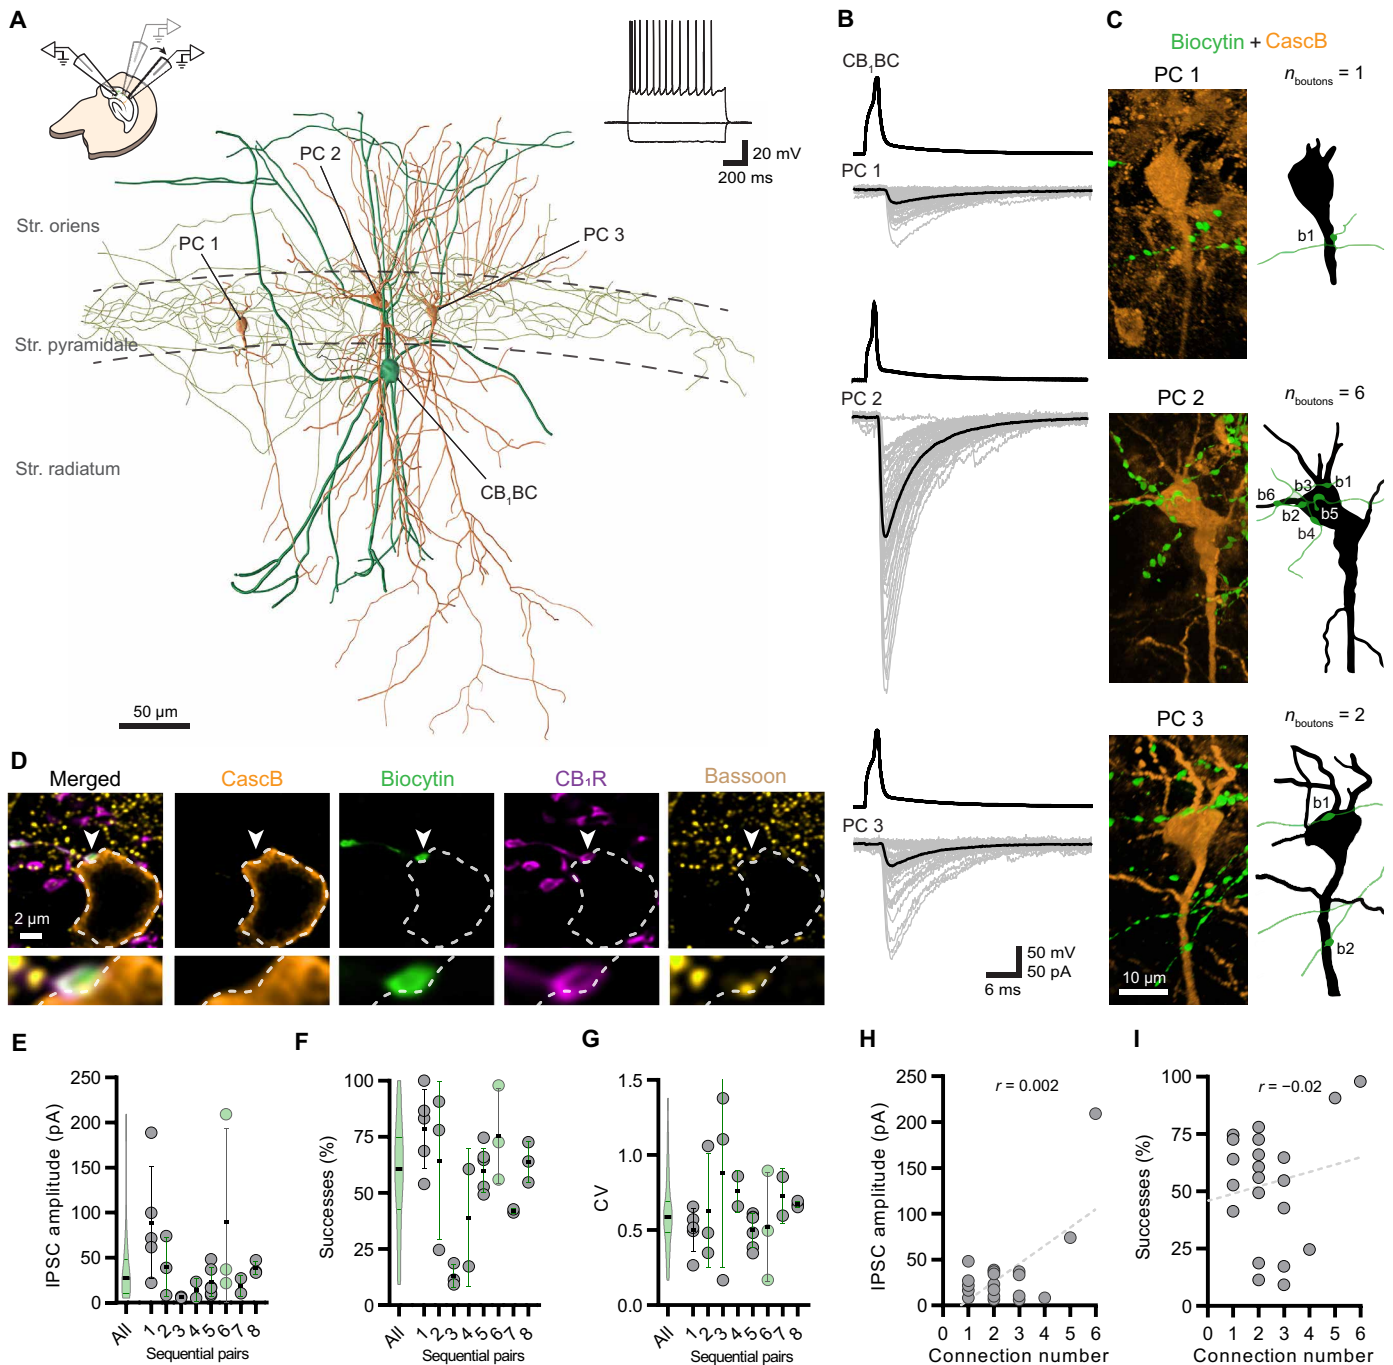 A
20 mV
200 ms
PC 2
PC 1
PC 3
Str. oriens
Str. pyramidale
Str. radiatum
CB₁BC
50 µm
B
CB₁BC
PC 1
PC 2
PC 3
50 mV
50 pA
6 ms
C
Biocytin + CascB
PC 1
n boutons = 1
b1
PC 2
n boutons = 6
b3 b1
b6
b2 b5
b4
PC 3
n boutons = 2
b1
b2
10 µm
D
Merged CascB Biocytin CB₁R Bassoon
2 µm
E
IPSC amplitude (pA)
250
200
150
100
50
0
All 1 2 3 4 5 6 7 8
Sequential pairs
F
Successes (%)
100
75
50
25
0
All 1 2 3 4 5 6 7 8
Sequential pairs
G
CV
1.5
1.0
0.5
0.0
All 1 2 3 4 5 6 7 8
Sequential pairs
H
r = 0.002
IPSC amplitude (pA)
250
200
150
100
50
0
0 1 2 3 4 5 6
Connection number
I
r = −0.02
Successes (%)
100
75
50
25
0
0 1 2 3 4 5 6
Connection number